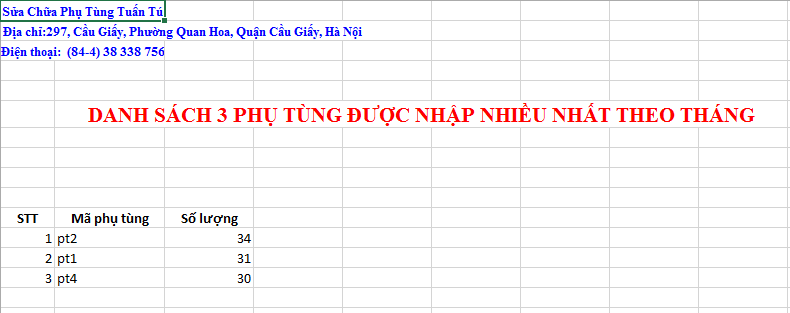 Sửa Chữa Phụ Tùng Tuấn Tú
Địa chỉ:297, Cầu Giấy, Phường Quan Hoa, Quận Cầu Giấy, Hà Nội
Điện thoại: (84-4) 38 338 756
DANH SÁCH 3 PHỤ TÙNG ĐƯỢC NHẬP NHIỀU NHẤT THEO THÁNG
STT Mã phụ tùng Số lượng
1 pt2 34
2 pt1 31
3 pt4 30